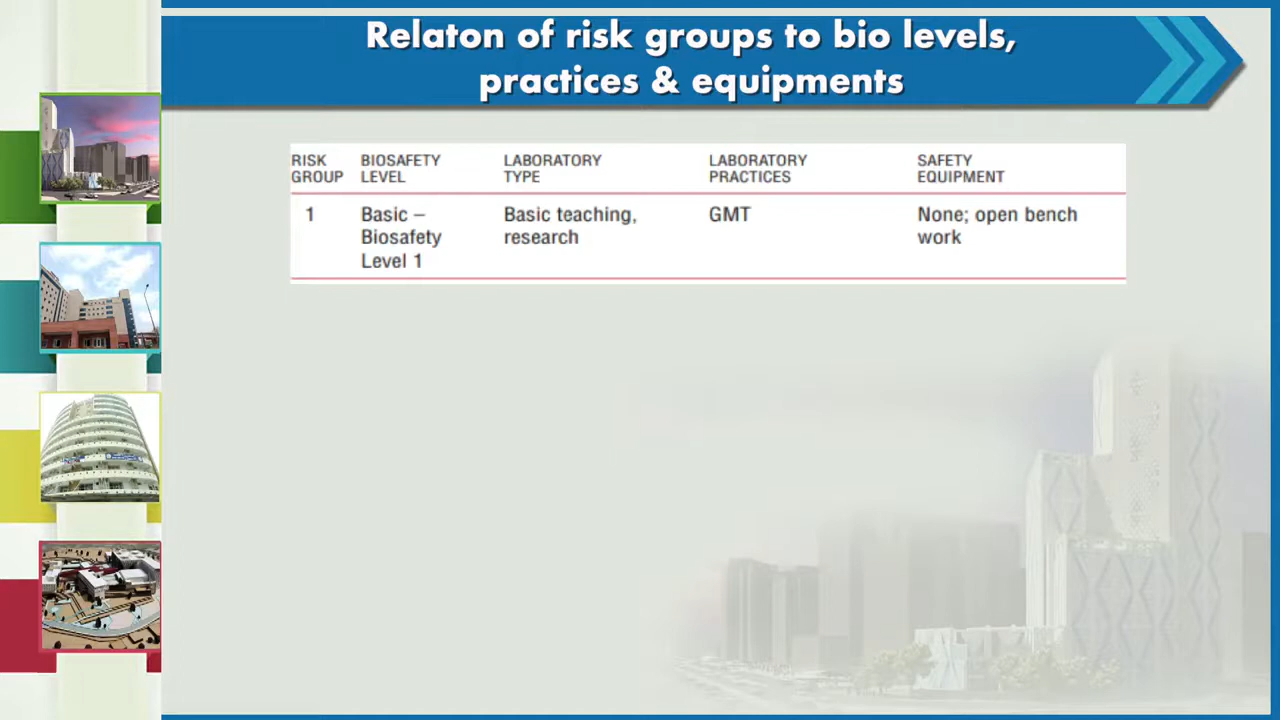 Relaton of risk groups to bio levels,
practices & equipments
RISK GROUP BIOSAFETY LEVEL LABORATORY TYPE LABORATORY PRACTICES SAFETY EQUIPMENT
1 Basic – Biosafety Level 1 Basic teaching, research GMT None; open bench work